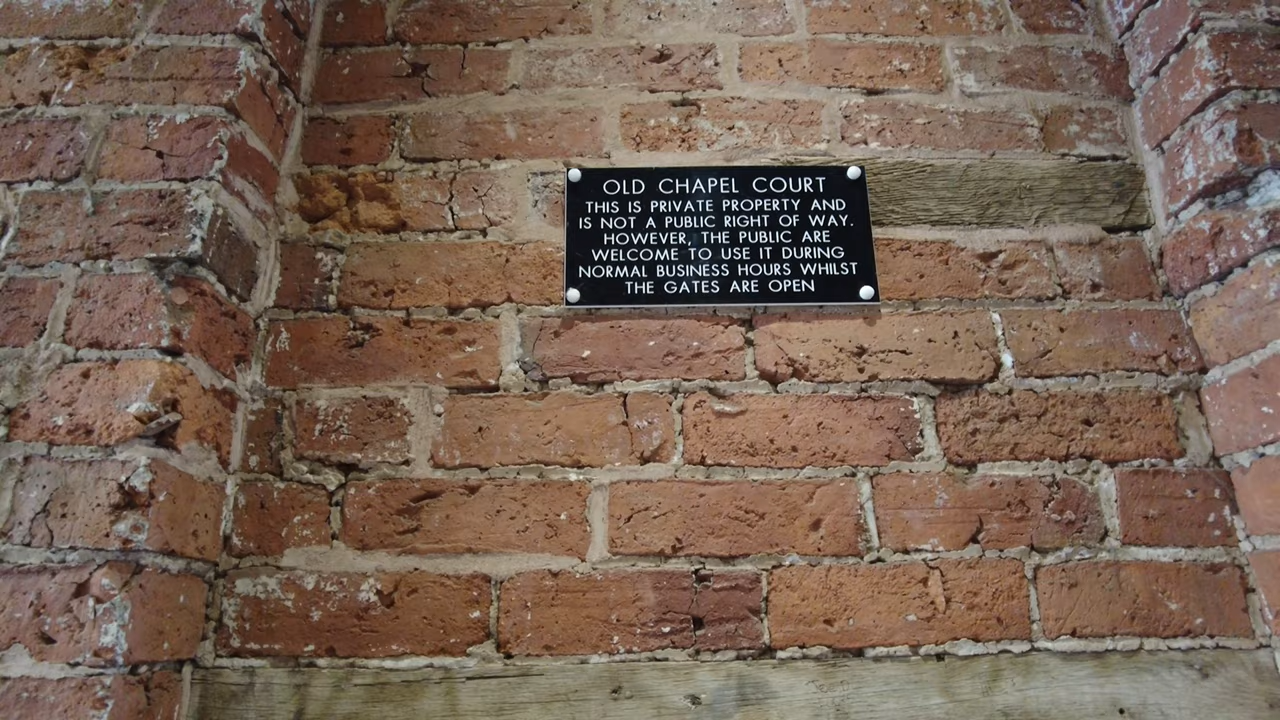 OLD CHAPEL COURT
THIS IS PRIVATE PROPERTY AND
IS NOT A PUBLIC RIGHT OF WAY.
HOWEVER, THE PUBLIC ARE
WELCOME TO USE IT DURING
NORMAL BUSINESS HOURS WHILST
THE GATES ARE OPEN